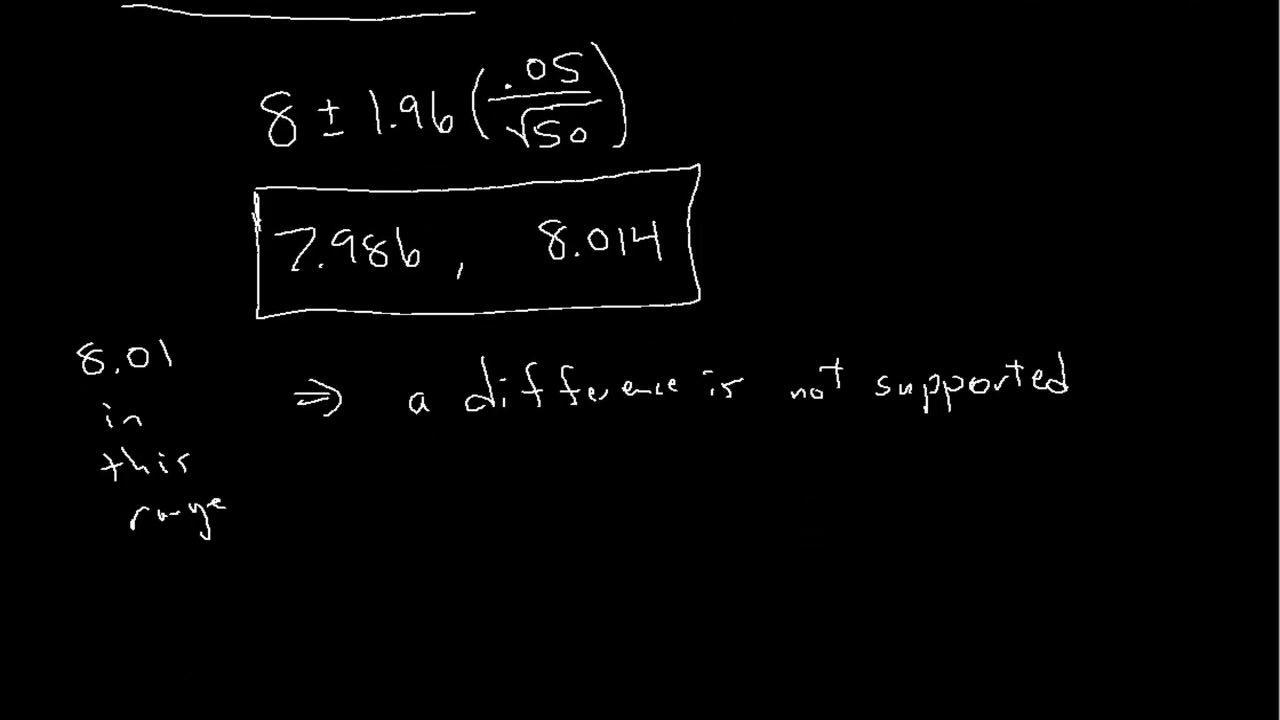 8 ± 1.96 (.05/√50)
7.986 , 8.014
8.01
in
this
range
⇒ a difference is not supported